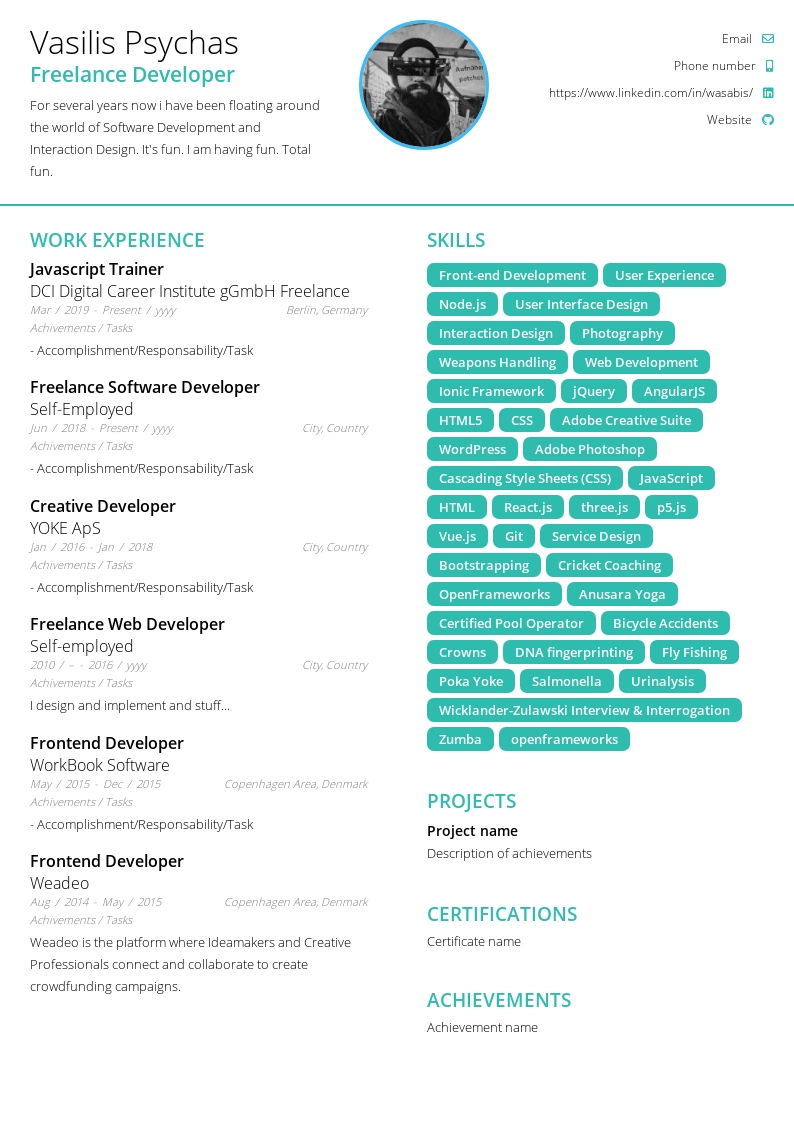 Vasilis Psychas
Freelance Developer
For several years now i have been floating around
the world of Software Development and
Interaction Design. It's fun. I am having fun. Total
fun.
Aufnäher
patches
Email
Phone number
https://www.linkedin.com/in/wasabis/
Website
WORK EXPERIENCE
Javascript Trainer
DCI Digital Career Institute gGmbH Freelance
Mar / 2019 - Present / yyyy Berlin, Germany
Achivements / Tasks
- Accomplishment/Responsability/Task
Freelance Software Developer
Self-Employed
Jun / 2018 - Present / yyyy City, Country
Achivements / Tasks
- Accomplishment/Responsability/Task
Creative Developer
YOKE ApS
Jan / 2016 - Jan / 2018 City, Country
Achivements / Tasks
- Accomplishment/Responsability/Task
Freelance Web Developer
Self-employed
2010 / – - 2016 / yyyy City, Country
Achivements / Tasks
I design and implement and stuff...
Frontend Developer
WorkBook Software
May / 2015 - Dec / 2015 Copenhagen Area, Denmark
Achivements / Tasks
- Accomplishment/Responsability/Task
Frontend Developer
Weadeo
Aug / 2014 - May / 2015 Copenhagen Area, Denmark
Achivements / Tasks
Weadeo is the platform where Ideamakers and Creative
Professionals connect and collaborate to create
crowdfunding campaigns.
SKILLS
Front-end Development User Experience
Node.js User Interface Design
Interaction Design Photography
Weapons Handling Web Development
Ionic Framework jQuery AngularJS
HTML5 CSS Adobe Creative Suite
WordPress Adobe Photoshop
Cascading Style Sheets (CSS) JavaScript
HTML React.js three.js p5.js
Vue.js Git Service Design
Bootstrapping Cricket Coaching
OpenFrameworks Anusara Yoga
Certified Pool Operator Bicycle Accidents
Crowns DNA fingerprinting Fly Fishing
Poka Yoke Salmonella Urinalysis
Wicklander-Zulawski Interview & Interrogation
Zumba openframeworks
PROJECTS
Project name
Description of achievements
CERTIFICATIONS
Certificate name
ACHIEVEMENTS
Achievement name